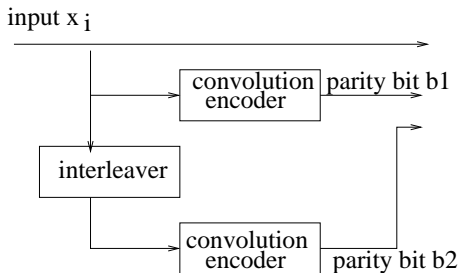 input x i
convolution
encoder
parity bit b1
interleaver
convolution
encoder
parity bit b2